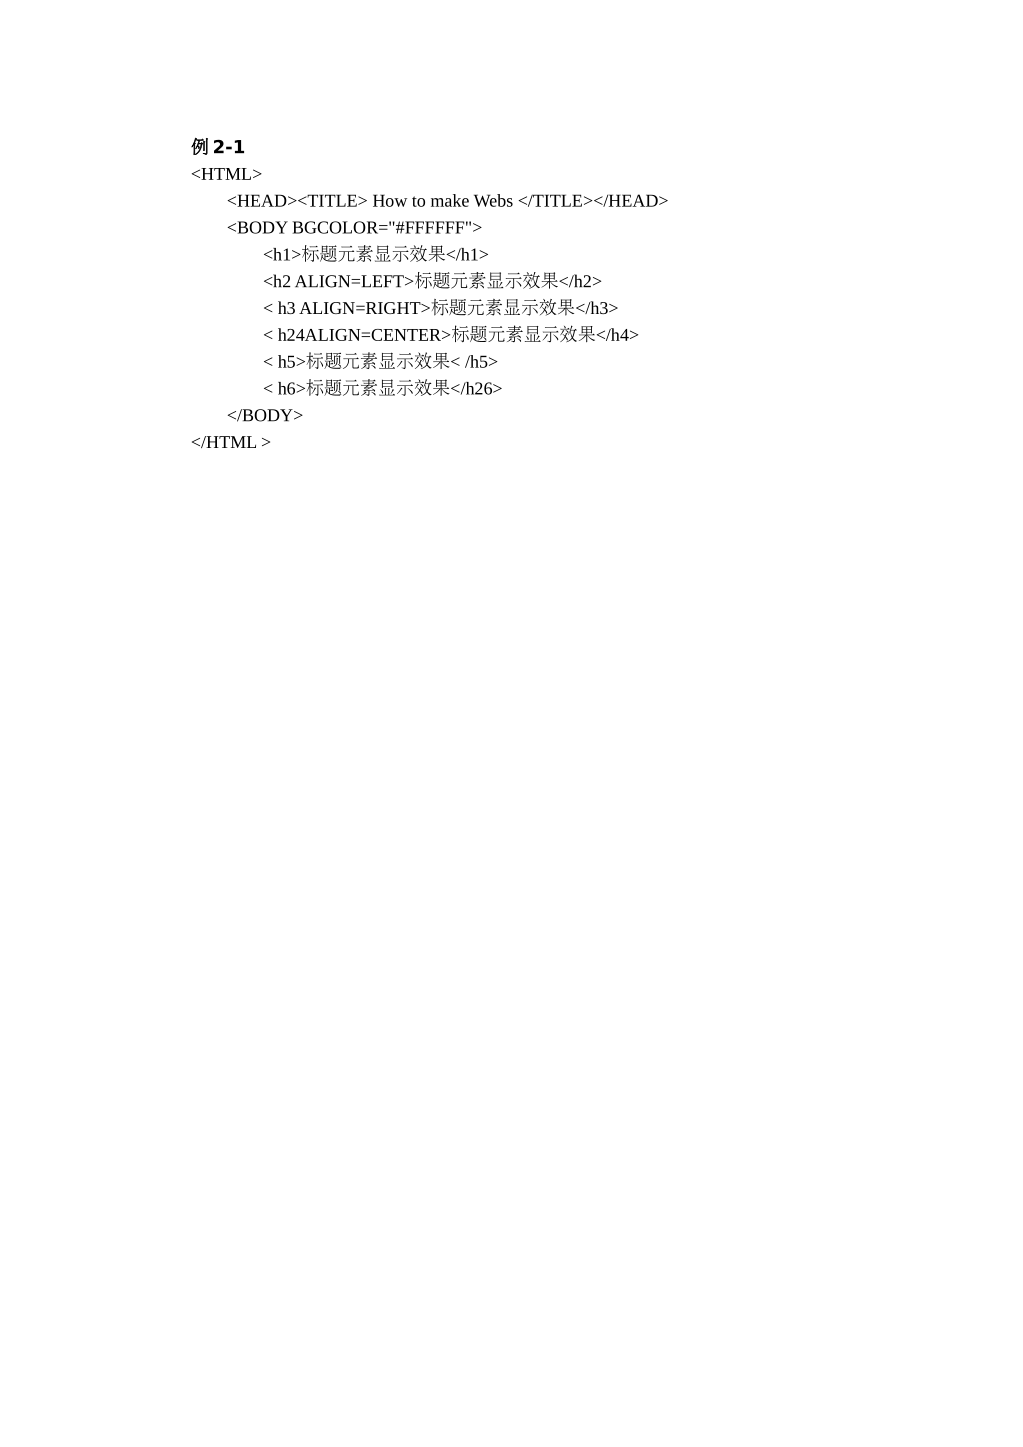 例 2-1
<HTML>
<HEAD><TITLE> How to make Webs </TITLE></HEAD>
<BODY BGCOLOR="#FFFFFF">
<h1>标题元素显示效果</h1>
<h2 ALIGN=LEFT>标题元素显示效果</h2>
< h3 ALIGN=RIGHT>标题元素显示效果</h3>
< h24ALIGN=CENTER>标题元素显示效果</h4>
< h5>标题元素显示效果< /h5>
< h6>标题元素显示效果</h26>
</BODY>
</HTML >